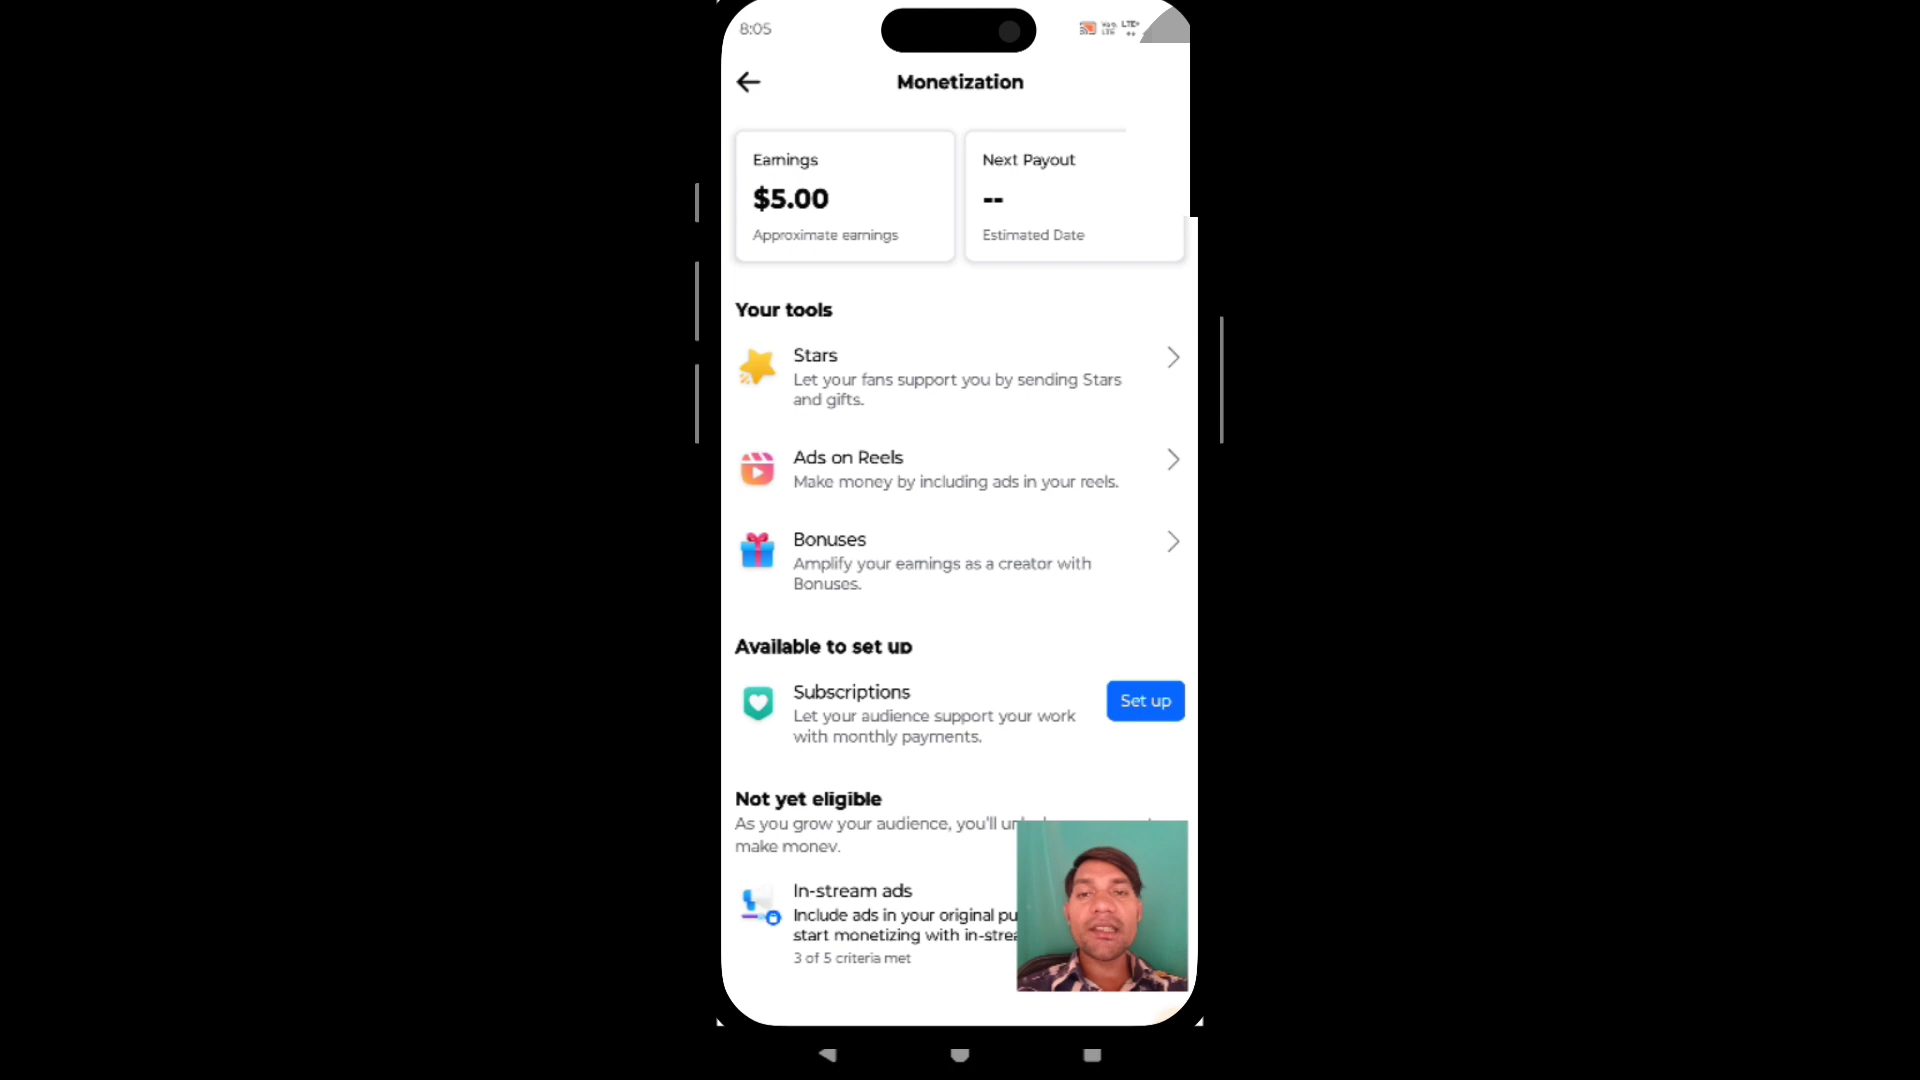 8:05
LTE+
Monetization
Earnings
$5.00
Approximate earnings
Next Payout
--
Estimated Date
Your tools
Stars
Let your fans support you by sending Stars
and gifts.
Ads on Reels
Make money by including ads in your reels.
Bonuses
Amplify your earnings as a creator with
Bonuses.
Available to set up
Subscriptions
Let your audience support your work
with monthly payments.
Set up
Not yet eligible
As you grow your audience, you'll
make money.
In-stream ads
Include ads in your original
start monetizing with
3 of 5 criteria met